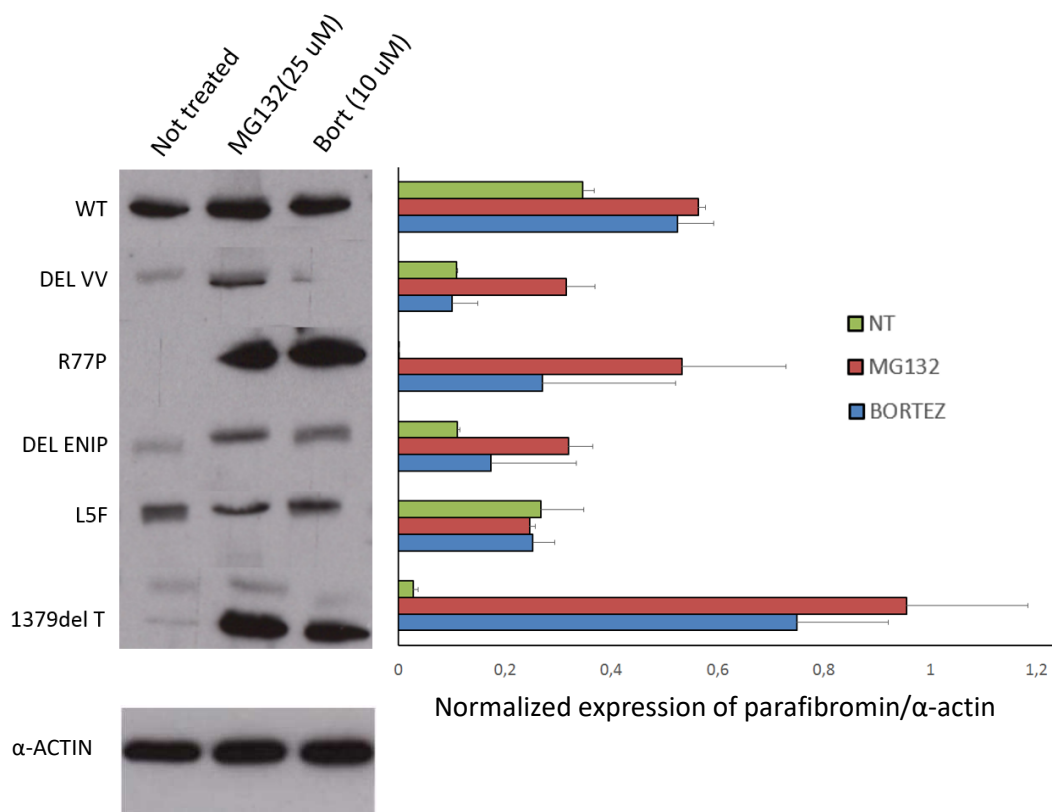 Not treated
MG132(25 uM)
Bort (10 uM)
WT
DEL VV
R77P
DEL ENIP
L5F
1379del T
α-ACTIN
NT
MG132
BORTEZ
0 0,2 0,4 0,6 0,8 1 1,2
Normalized expression of parafibromin/α-actin